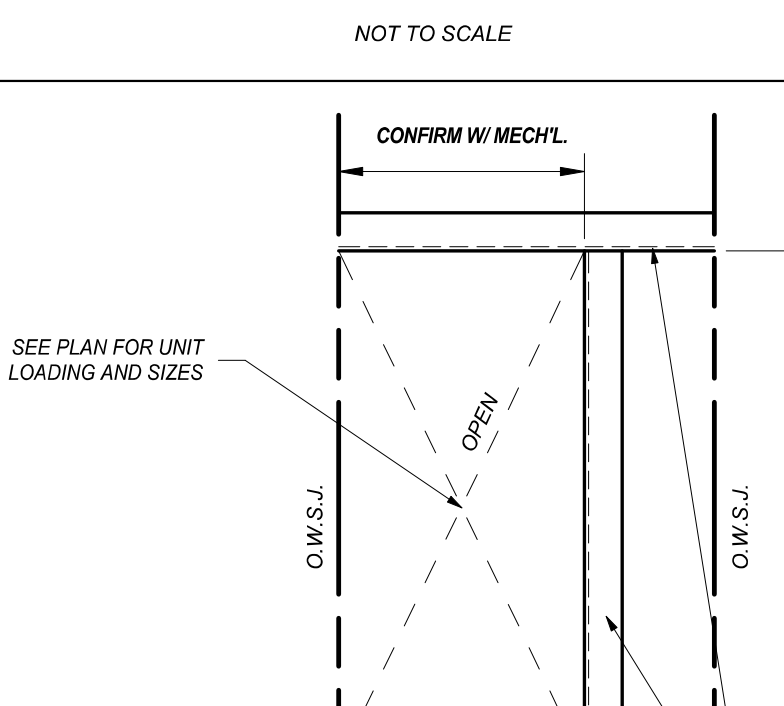 NOT TO SCALE
CONFIRM W/ MECH'L.
SEE PLAN FOR UNIT
LOADING AND SIZES
OPEN
O.W.S.J.
O.W.S.J.